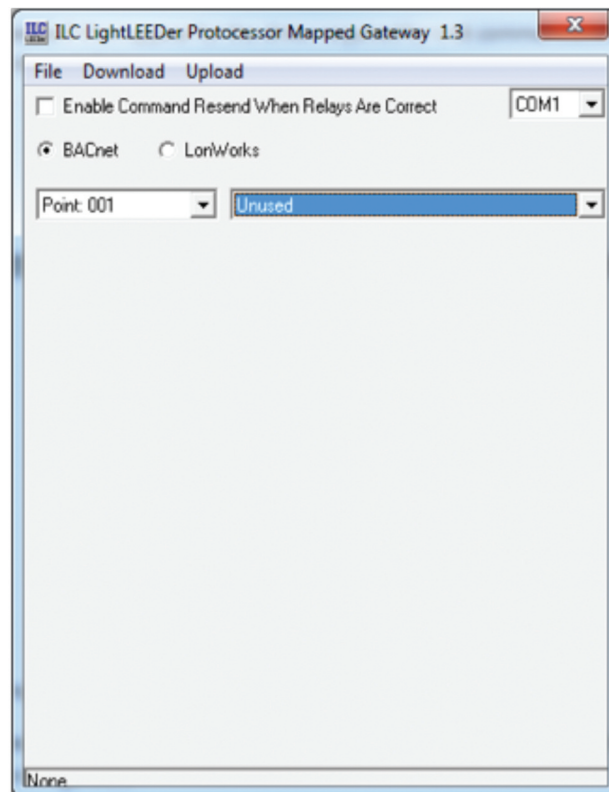 ILC LightLEEDer Protocessor Mapped Gateway 1.3
File Download Upload
Enable Command Resend When Relays Are Correct COM1
BACnet LonWorks
Point: 001 Unused
None